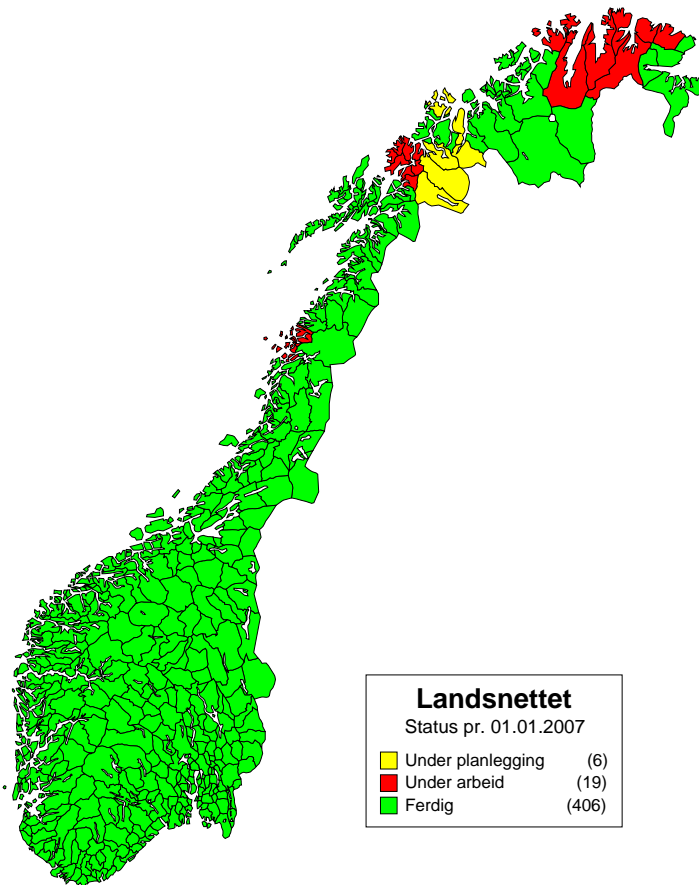 Landsnettet
Status pr. 01.01.2007
Under planlegging (6)
Under arbeid (19)
Ferdig (406)